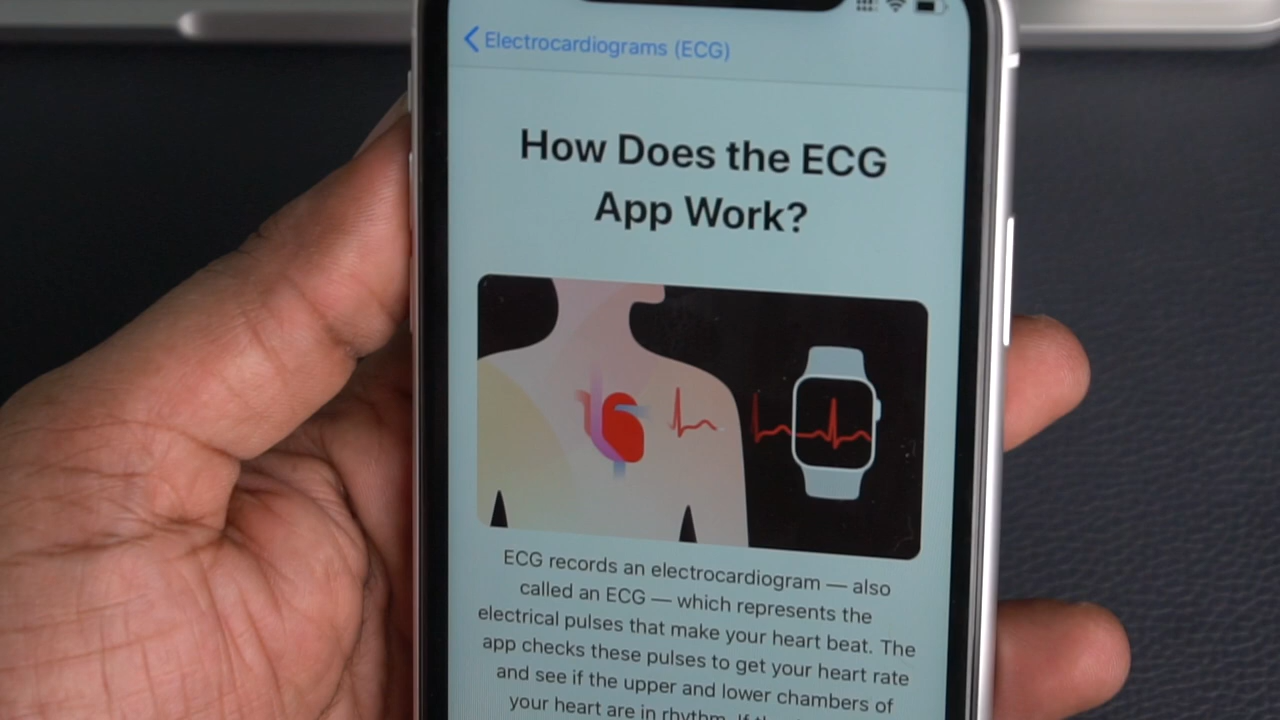 Electrocardiograms (ECG)
How Does the ECG
App Work?
ECG records an electrocardiogram — also
called an ECG — which represents the
electrical pulses that make your heart beat. The
app checks these pulses to get your heart rate
and see if the upper and lower chambers of
your heart are in rhythm. If